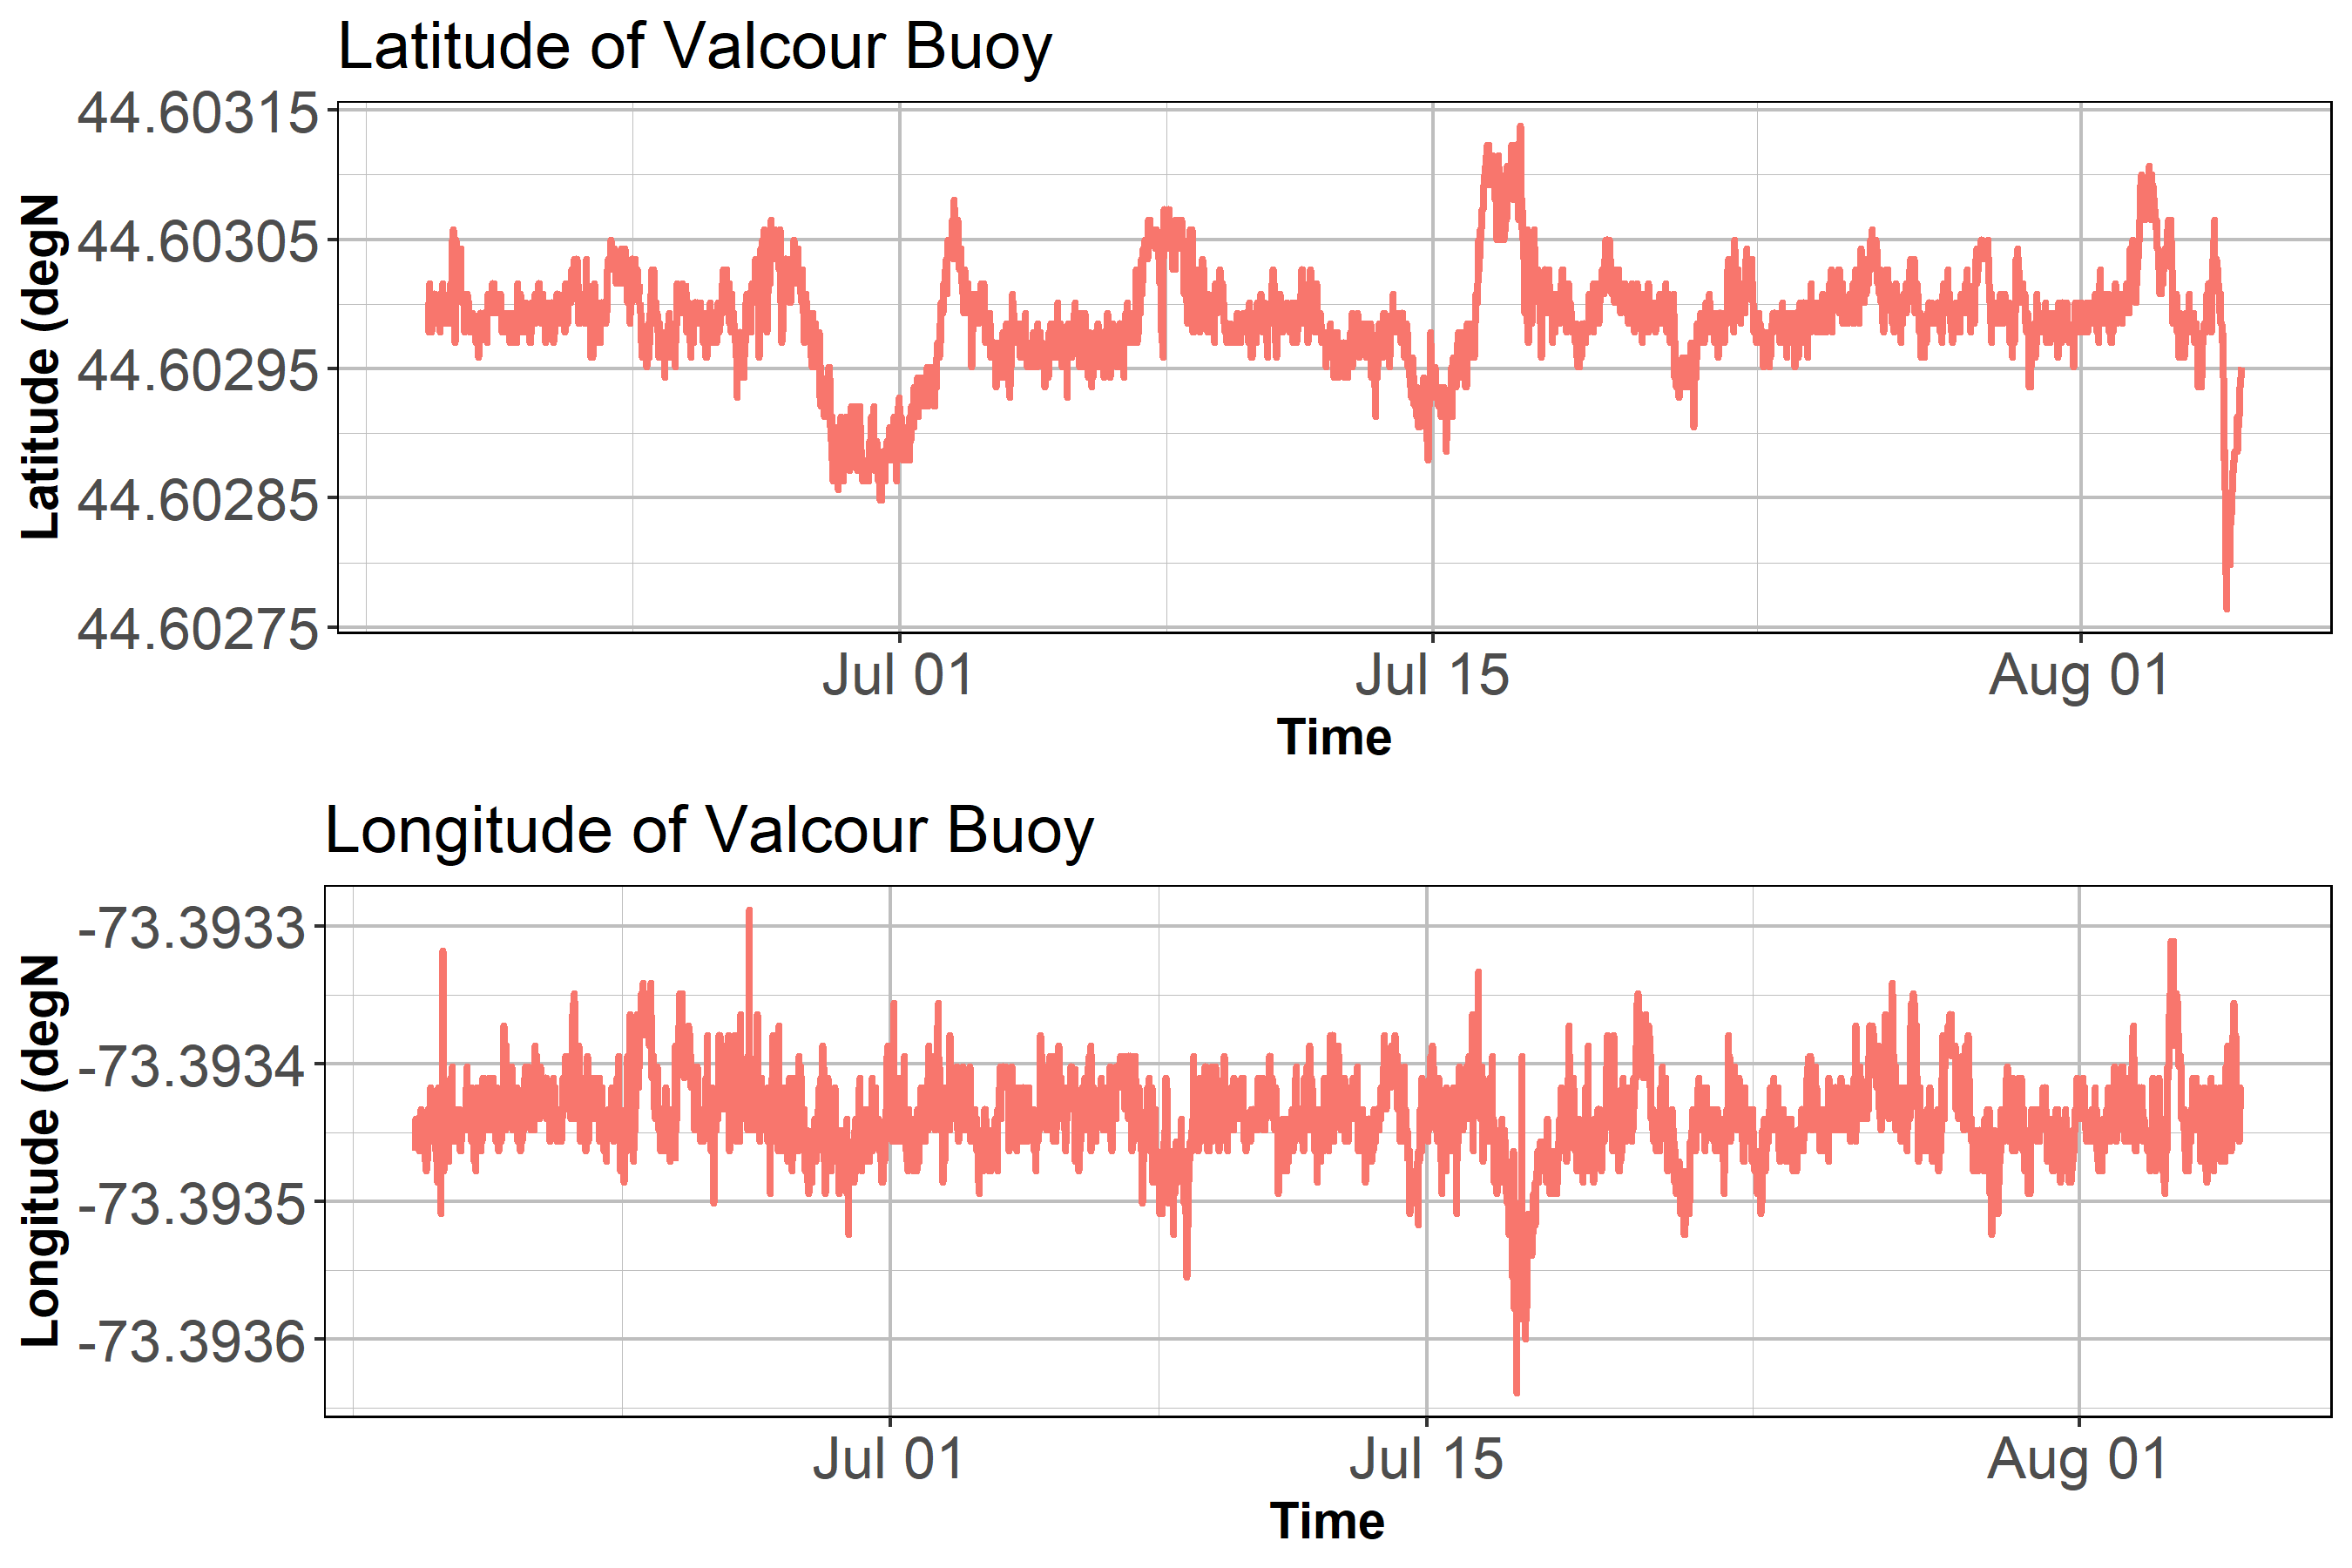 Latitude of Valcour Buoy
44.60315
44.60305
44.60295
44.60285
44.60275
Latitude (degN
Jul 01 Jul 15 Aug 01
Time
Longitude of Valcour Buoy
-73.3933
-73.3934
-73.3935
-73.3936
Longitude (degN
Jul 01 Jul 15 Aug 01
Time